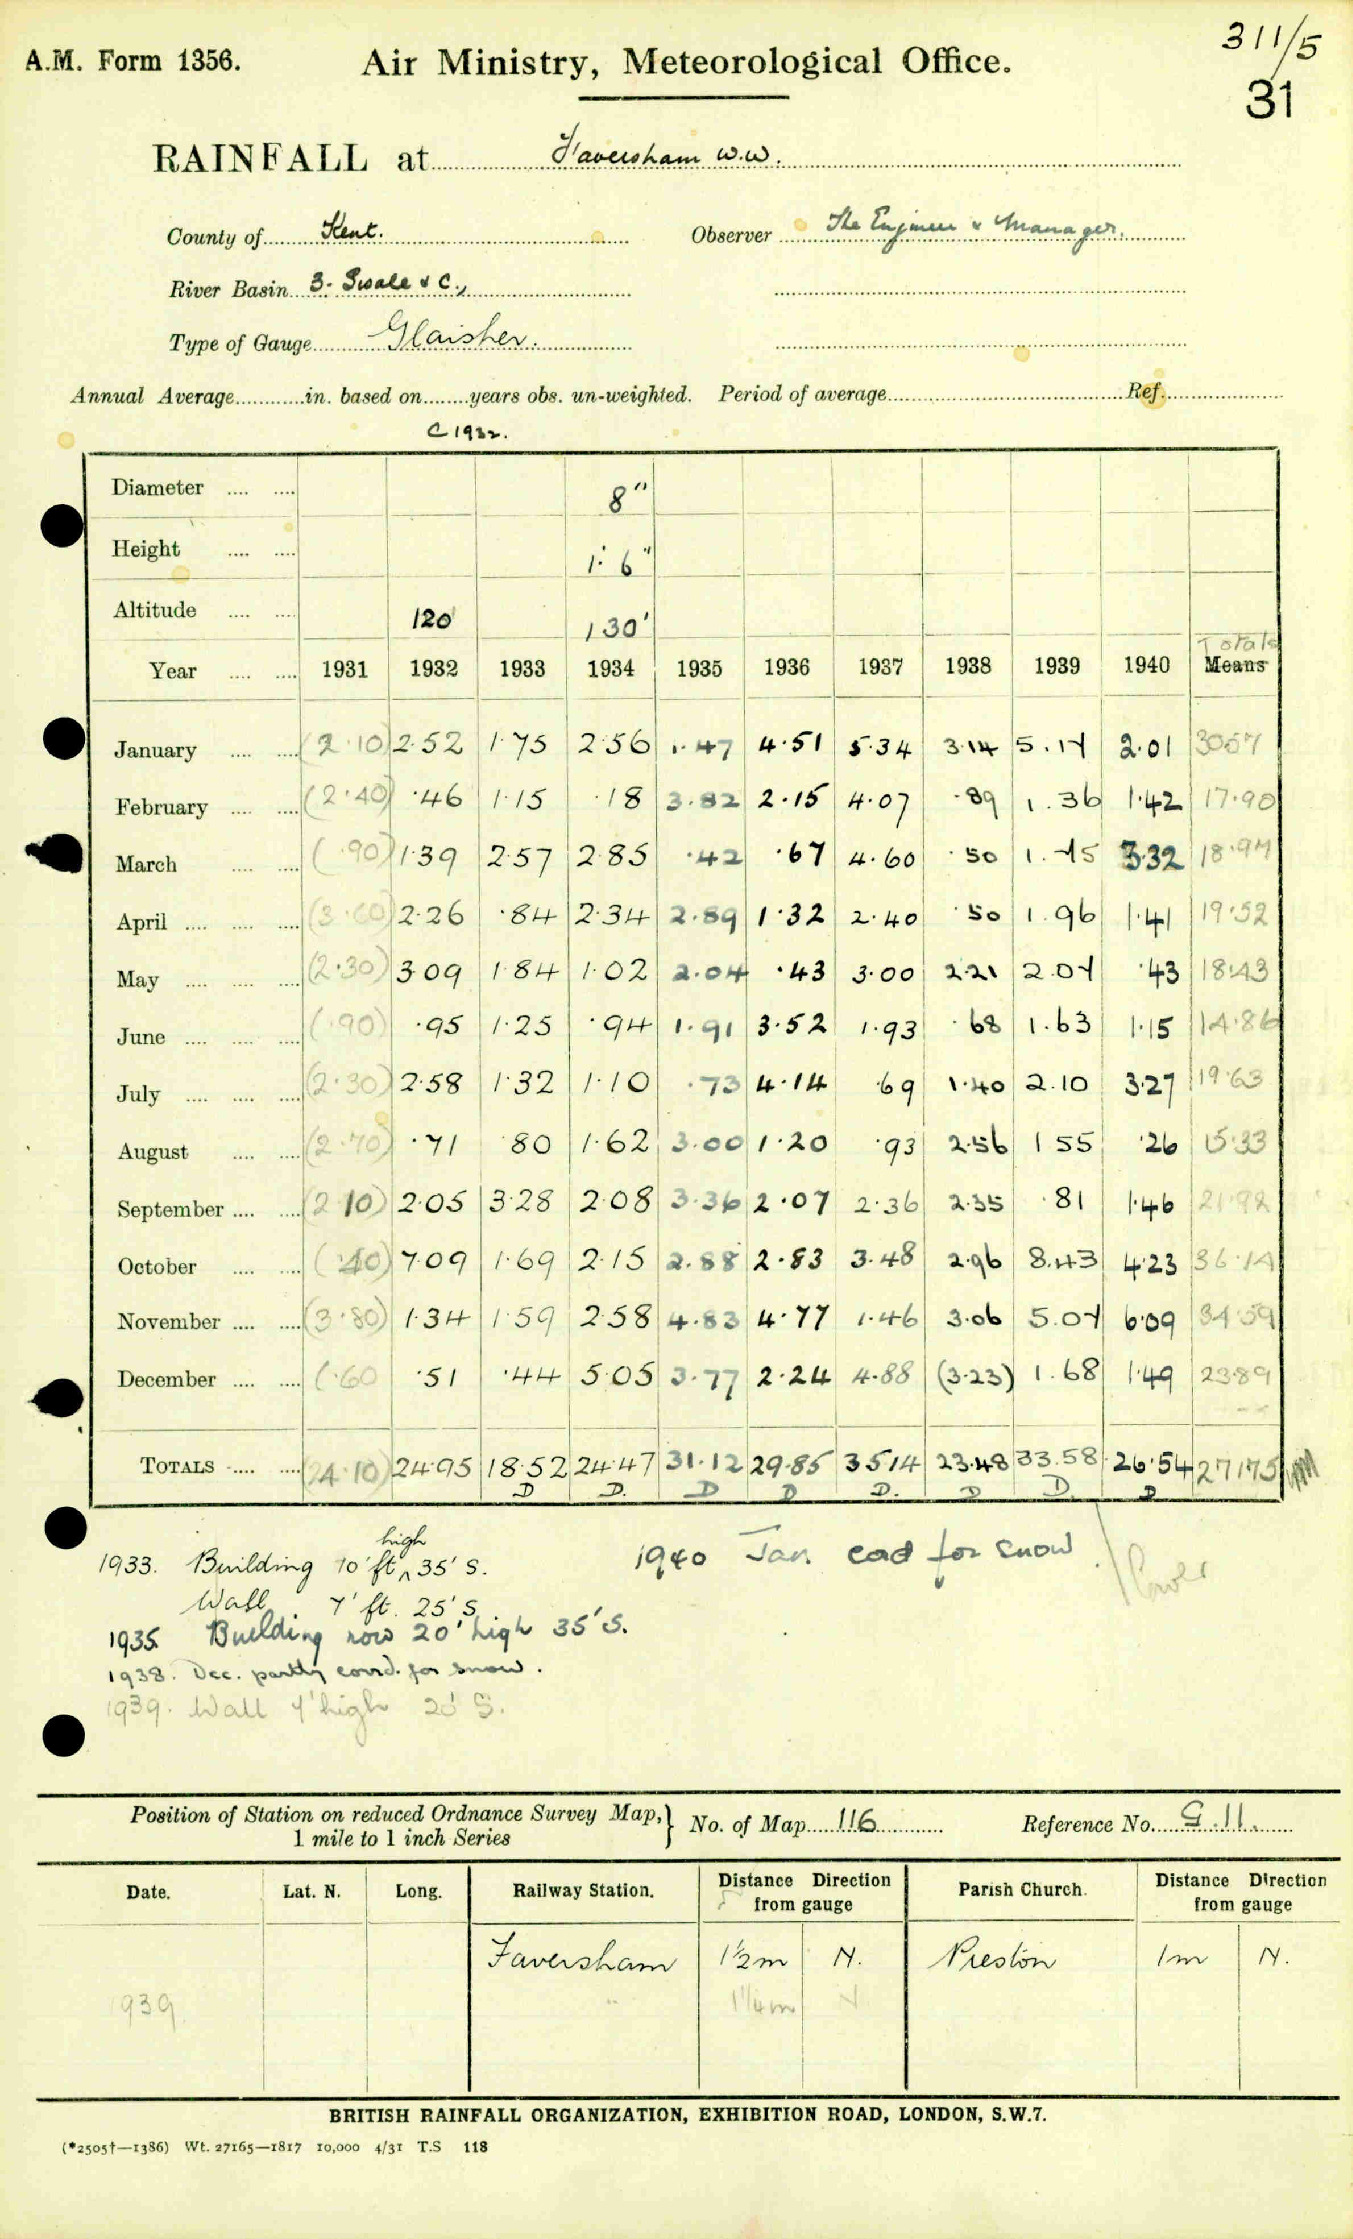 311/5
31
A.M. Form 1356.
Air Ministry, Meteorological Office.
RAINFALL at Faversham W.W.
County of Kent. Observer The Engineer & Manager.
River Basin 3. Swale &c.,
Type of Gauge Glaisher.
Annual Average in. based on years obs. un-weighted. Period of average Ref.
C 1932.
Diameter 8"
Height 1' 6"
Altitude 120 130'
Totals
Year 1931 1932 1933 1934 1935 1936 1937 1938 1939 1940 Means
January (2·10) 2·52 1·75 2·56 1·47 4·51 5·34 3·14 5·17 2·01 30·57
February (2·40) ·46 1·15 ·18 3·82 2·15 4·07 ·89 1.36 1·42 17·90
March (·90) 1·39 2·57 2·85 ·42 ·67 4·60 ·50 1.75 3·32 18·97
April (3·60) 2·26 ·84 2·34 2·89 1·32 2·40 ·50 1.96 1·41 19·52
May (2·30) 3·09 1·84 1·02 2·04 ·43 3·00 2·21 2.07 ·43 18·43
June (·90) ·95 1·25 ·94 1·91 3·52 1·93 ·68 1.63 1·15 14·86
July (2·30) 2·58 1·32 1·10 ·73 4·14 ·69 1·40 2.10 3·27 19·63
August (2·70) ·71 ·80 1·62 3·00 1·20 ·93 2·56 1 55 ·26 15·33
September (2 10) 2·05 3·28 2·08 3·36 2·07 2·36 2·35 ·81 1·46 21·92
October (·40) 7·09 1·69 2·15 2·88 2·83 3·48 2·96 8.43 4·23 36·14
November (3·80) 1·34 1·59 2·58 4·83 4·77 1·46 3·06 5.07 6·09 34·59
December (·60 ·51 ·44 5·05 3·77 2·24 4·88 (3·23) 1.68 1·49 23·89
TOTALS 24·10) 24·95 18·52 24·47 31·12 29·85 35·14 23·48 33.58 26·54 271·75
D D. D D D. D D. D
1933. Building 10' ft high 35' S.
Wall 7' ft. 25' S
1940 Jan. cord for snow
1935 Building now 20' high 35' S.
1938. Dec. partly corrd. for snow.
1939. Wall 7' high 20' S.
Position of Station on reduced Ordnance Survey Map, 1 mile to 1 inch Series
No. of Map 116 Reference No. G.11.
Date. Lat. N. Long. Railway Station. Distance Direction from gauge Parish Church. Distance Direction from gauge
Faversham 1½m N. Preston 1m N.
1939 " 1¼m N
BRITISH RAINFALL ORGANIZATION, EXHIBITION ROAD, LONDON, S.W.7.
(*2505†—1386) Wt. 27165—1817 10,000 4/31 T.S 118